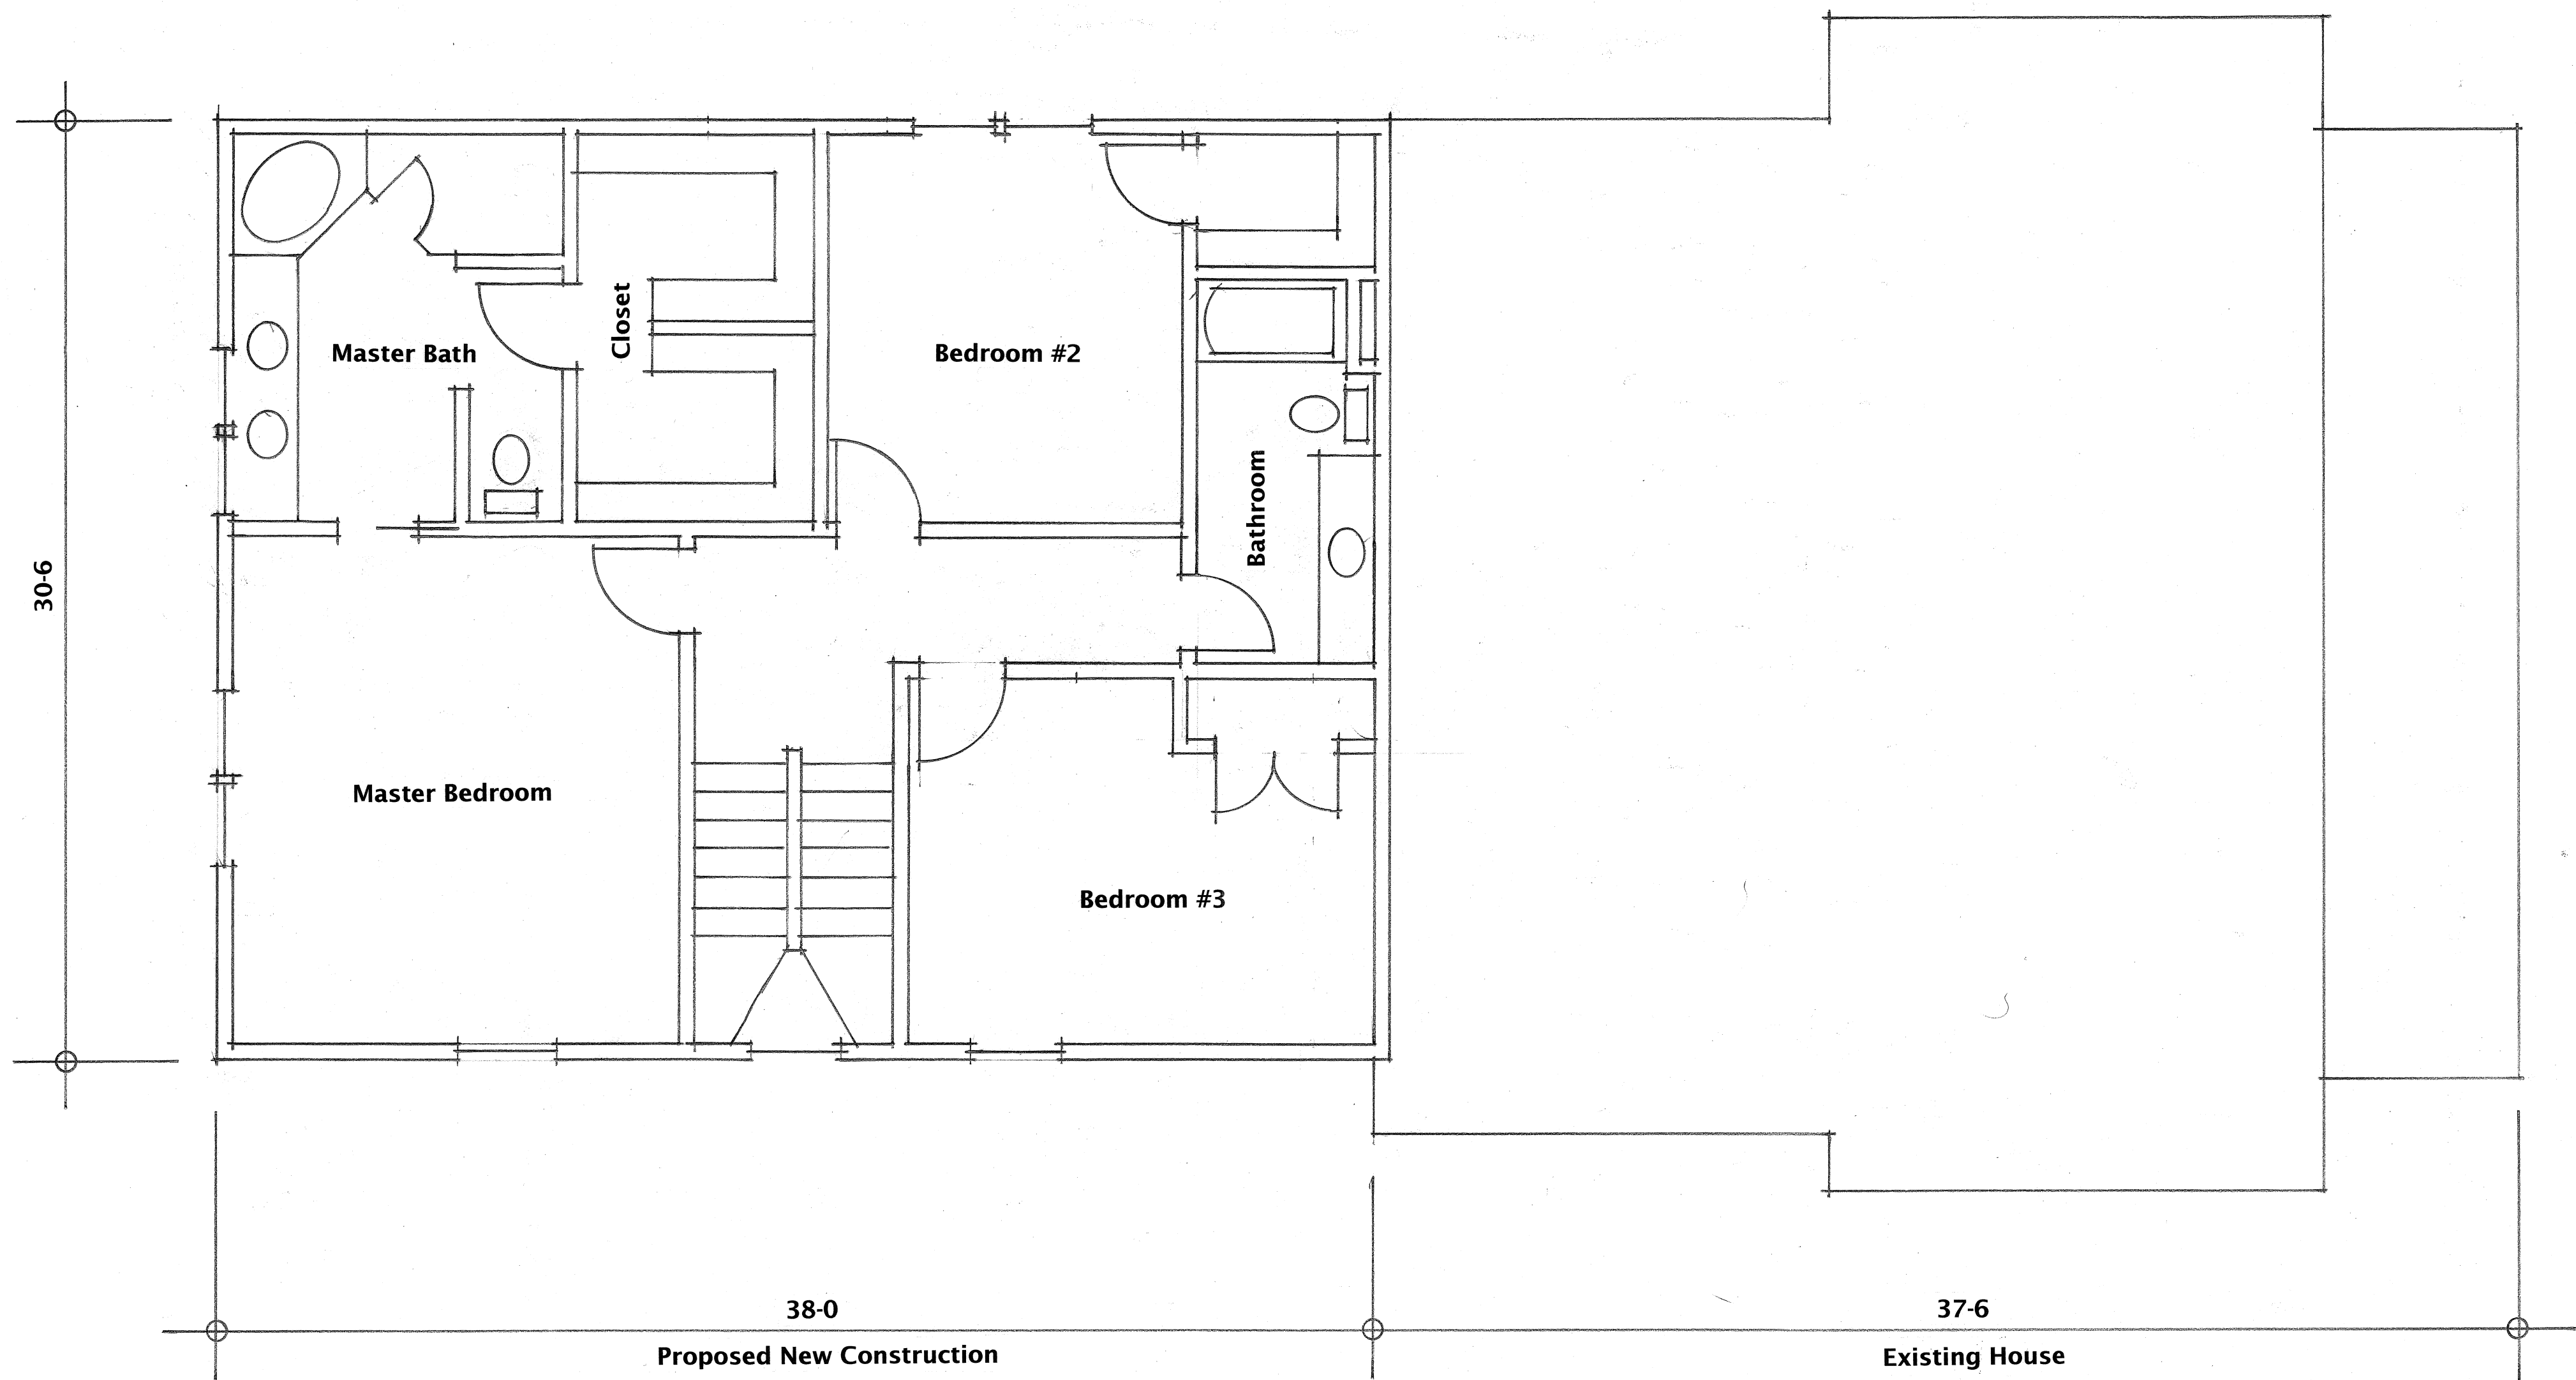 Master Bath
Closet
Bedroom #2
Bathroom
30-6
Master Bedroom
Bedroom #3
38-0
37-6
Proposed New Construction
Existing House